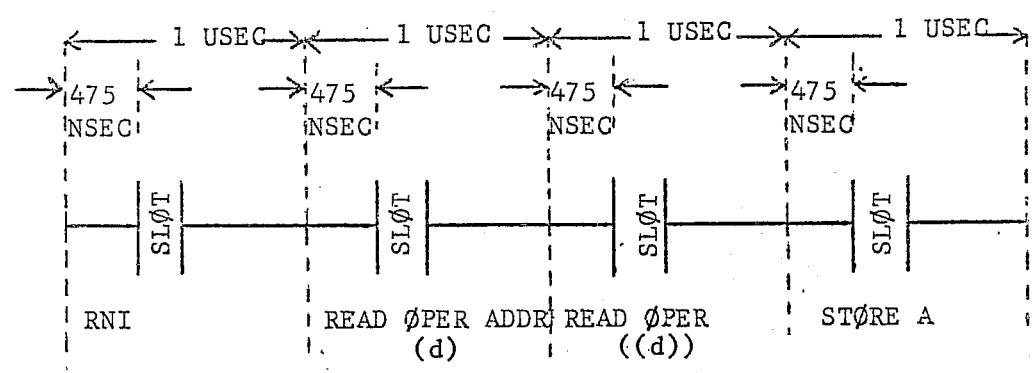 1 USEC 1 USEC 1 USEC 1 USEC
475 475 475 475
NSEC NSEC NSEC NSEC
SLØT SLØT SLØT SLØT
RNI READ ØPER ADDR READ ØPER STØRE A
(d) ((d))